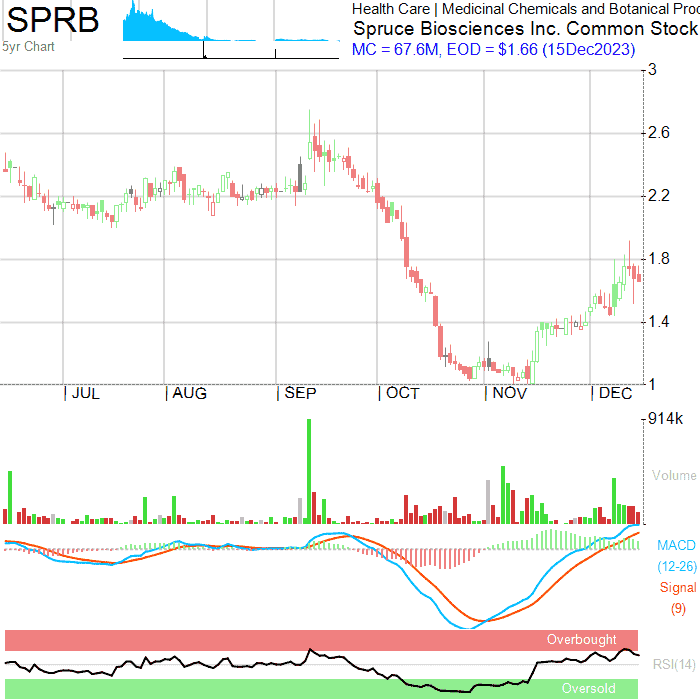 SPRB
5yr Chart
Health Care | Medicinal Chemicals and Botanical Proc
Spruce Biosciences Inc. Common Stock
MC = 67.6M, EOD = $1.66 (15Dec2023)
3
2.6
2.2
1.8
1.4
1
| JUL | AUG | SEP | OCT | NOV | DEC
914k
Volume
MACD
(12-26)
Signal
(9)
Overbought
RSI(14)
Oversold